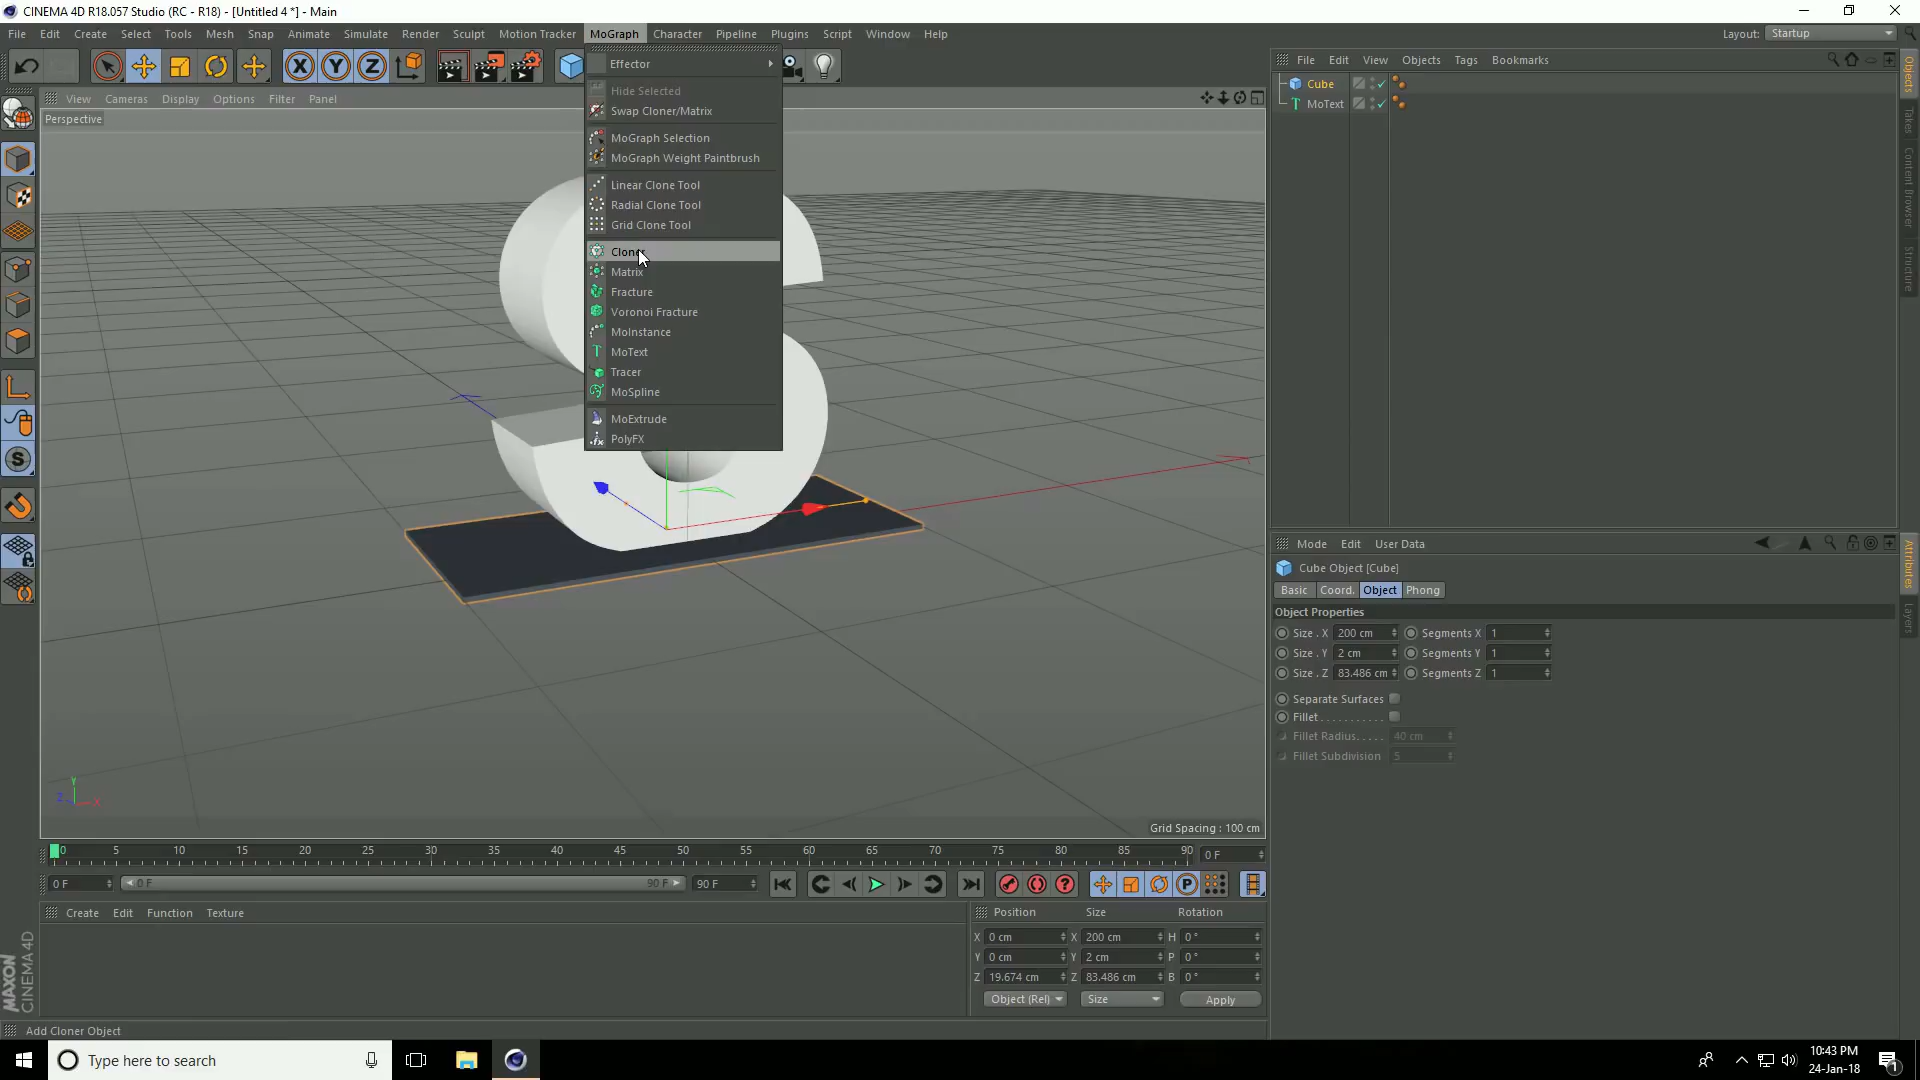 CINEMA 4D R18.057 Studio (RC - R18) - [Untitled 4 *] - Main
File Edit Create Select Tools Mesh Snap Animate Simulate Render Sculpt Motion Tracker MoGraph Character Pipeline Plugins Script Window Help
Layout: Startup
X Y Z
View Cameras Display Options Filter Panel
Perspective
Effector
Hide Selected
Swap Cloner/Matrix
MoGraph Selection
MoGraph Weight Paintbrush
Linear Clone Tool
Radial Clone Tool
Grid Clone Tool
Cloner
Matrix
Fracture
Voronoi Fracture
MoInstance
MoText
Tracer
MoSpline
MoExtrude
PolyFX
Y
Z X
Grid Spacing : 100 cm
File Edit View Objects Tags Bookmarks
Cube
MoText
Objects
Takes
Content Browser
Structure
Mode Edit User Data
Cube Object [Cube]
Basic Coord. Object Phong
Object Properties
Size . X 200 cm Segments X 1
Size . Y 2 cm Segments Y 1
Size . Z 83.486 cm Segments Z 1
Separate Surfaces
Fillet . . . . . . . . . . .
Fillet Radius. . . . . 40 cm
Fillet Subdivision 5
Attributes
Layers
0 5 10 15 20 25 30 35 40 45 50 55 60 65 70 75 80 85 90 0 F
0 F 0 F 90 F 90 F
P
Create Edit Function Texture
Position Size Rotation
X 0 cm X 200 cm H 0 °
Y 0 cm Y 2 cm P 0 °
Z 19.674 cm Z 83.486 cm B 0 °
Object (Rel) Size Apply
MAXON
CINEMA 4D
Add Cloner Object
Type here to search
10:43 PM
24-Jan-18
1